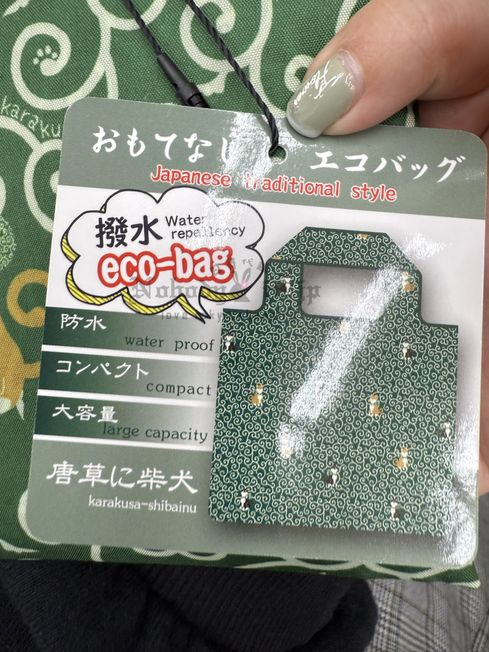 karaku
おもてなし エコバッグ
Japanese traditional style
撥水 Water repellency
eco-bag
防水
water proof
コンパクト
compact
大容量
large capacity
唐草に柴犬
karakusa-shibainu